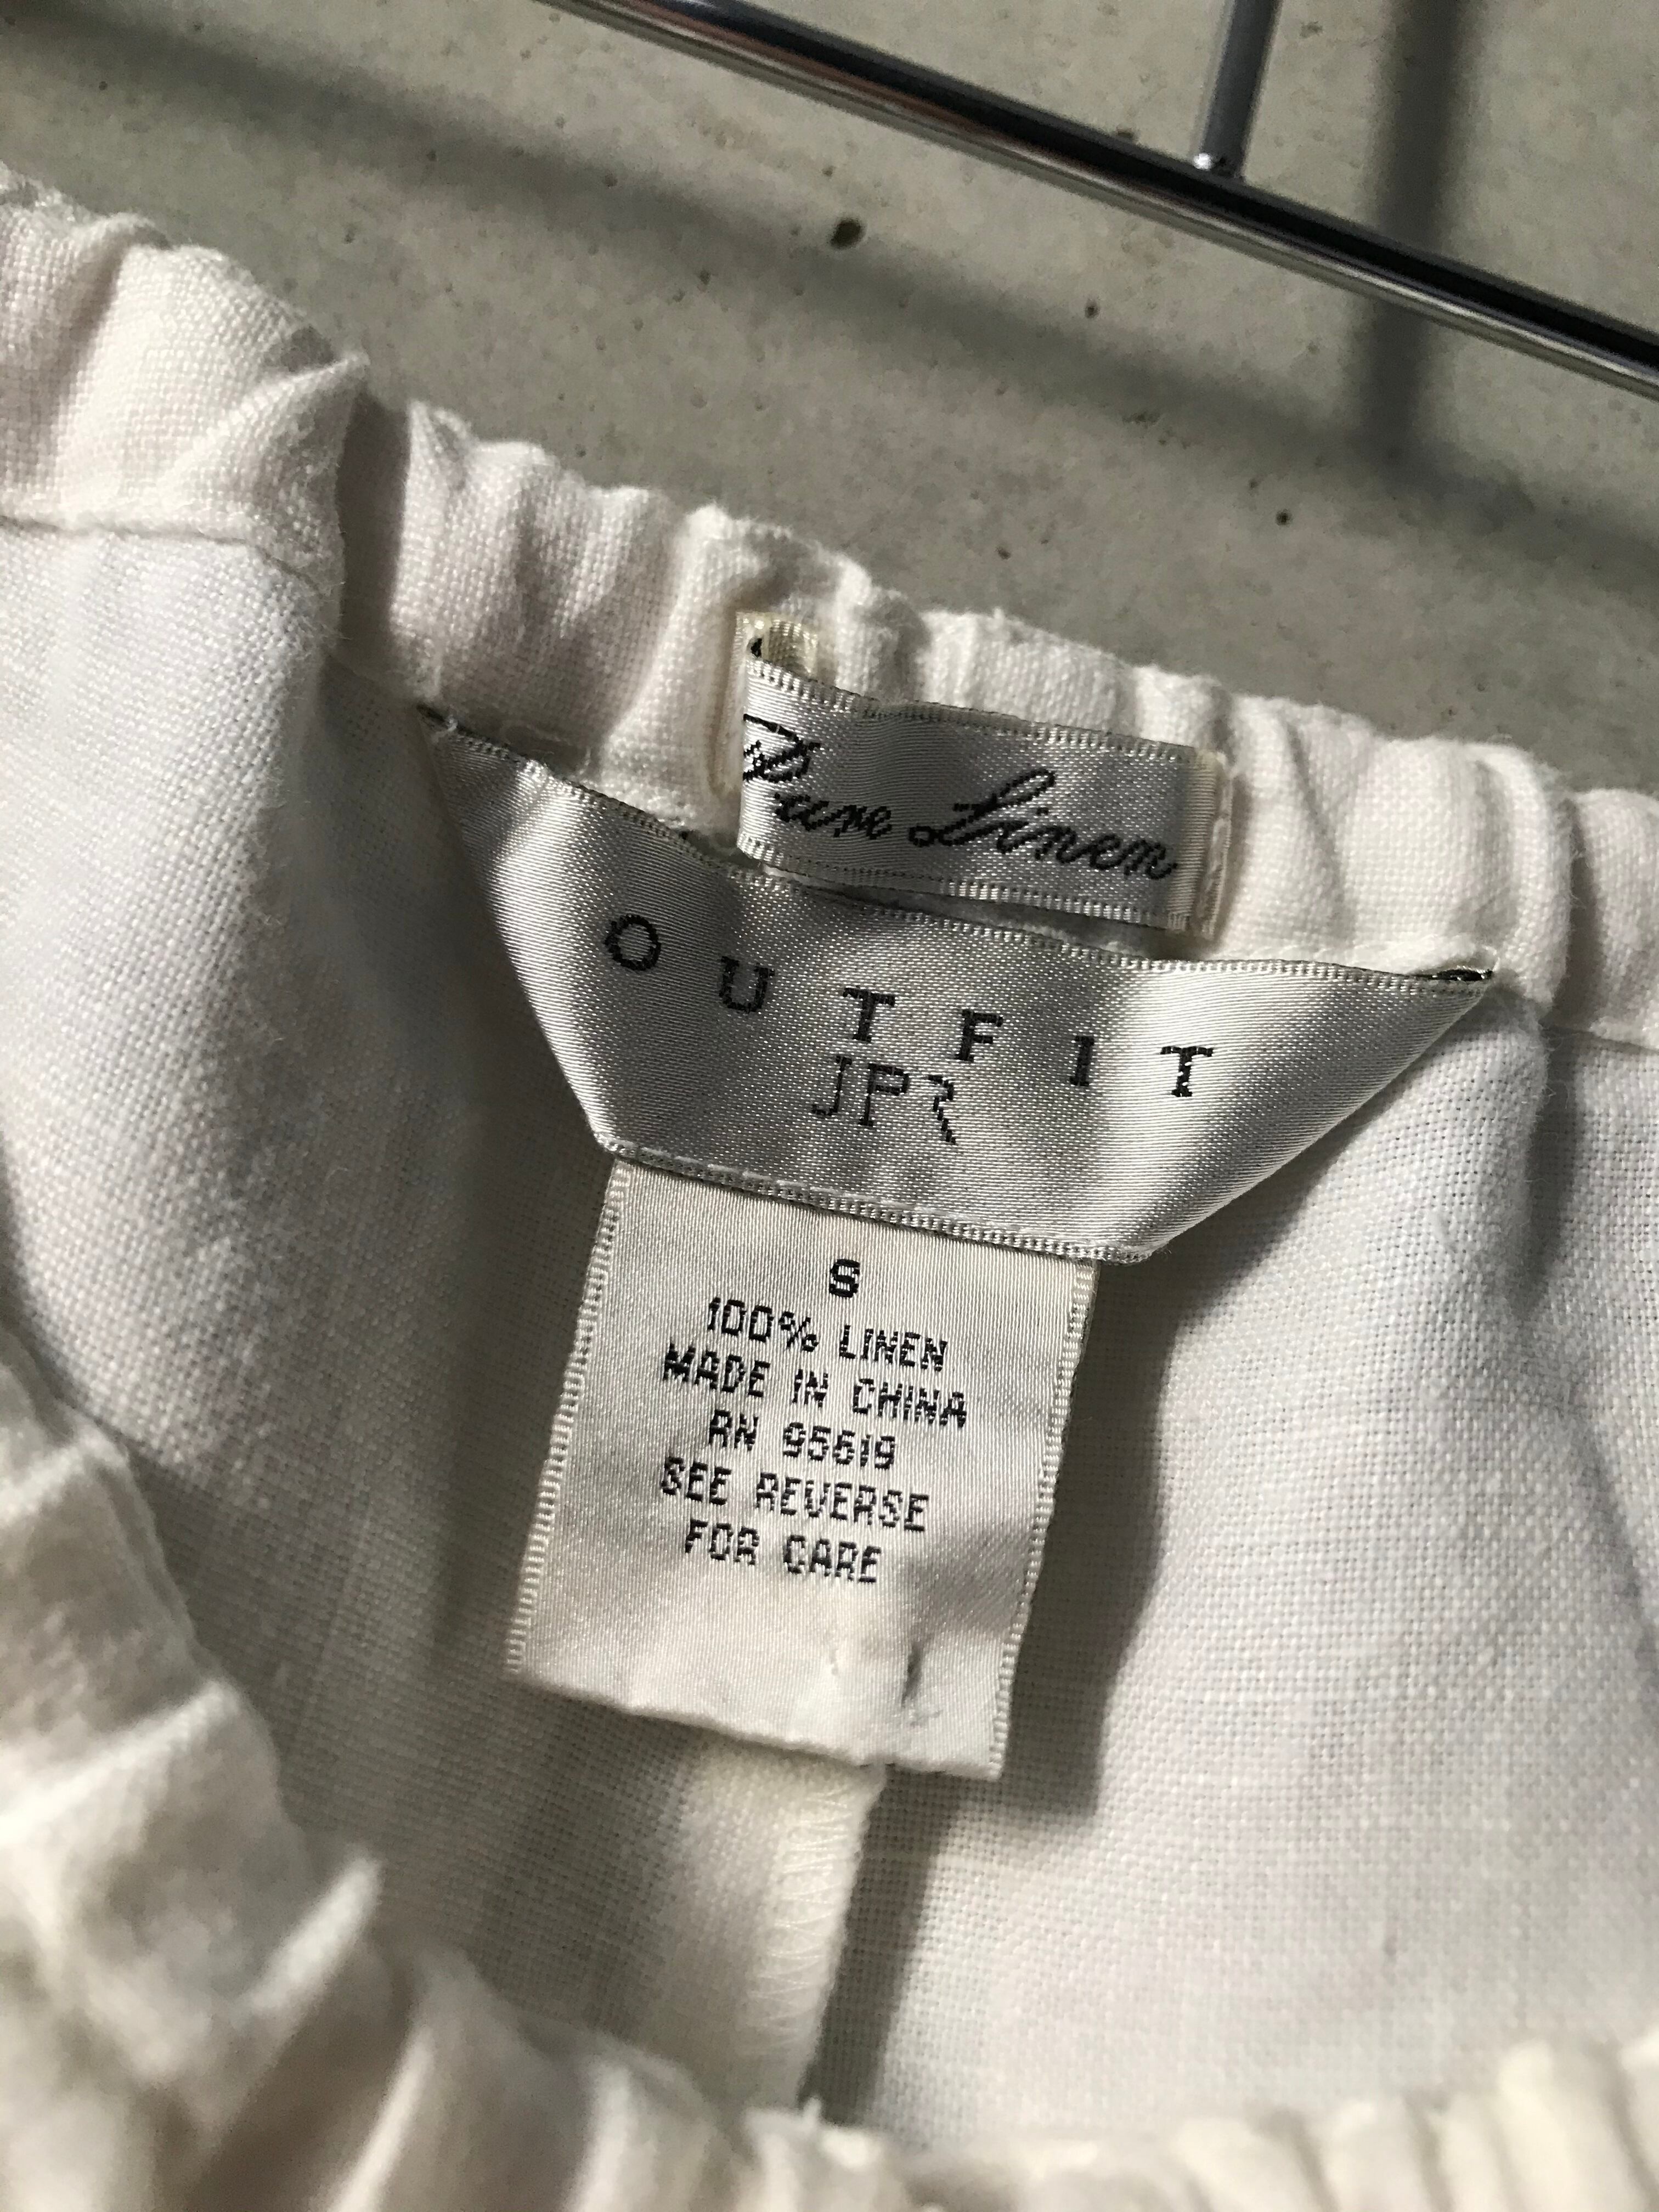 Pure Linen
OUTFIT
JPR
S
100% LINEN
MADE IN CHINA
RN 95619
SEE REVERSE
FOR CARE